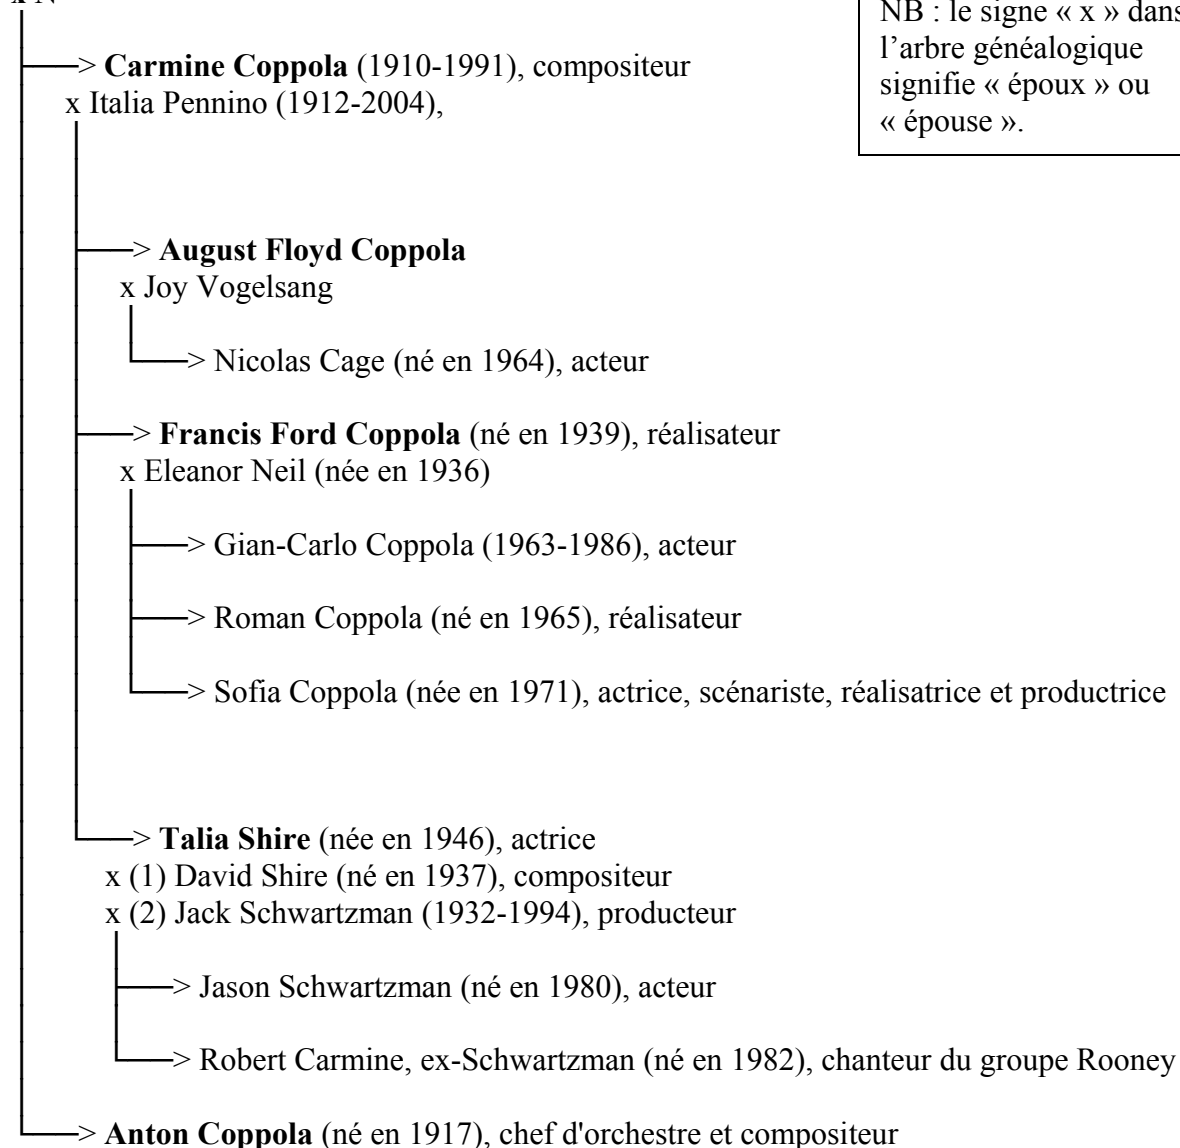 NB : le signe « x » dans
l’arbre généalogique
signifie « époux » ou
« épouse ».
> Carmine Coppola (1910-1991), compositeur
x Italia Pennino (1912-2004),
> August Floyd Coppola
x Joy Vogelsang
> Nicolas Cage (né en 1964), acteur
> Francis Ford Coppola (né en 1939), réalisateur
x Eleanor Neil (née en 1936)
> Gian-Carlo Coppola (1963-1986), acteur
> Roman Coppola (né en 1965), réalisateur
> Sofia Coppola (née en 1971), actrice, scénariste, réalisatrice et productrice
> Talia Shire (née en 1946), actrice
x (1) David Shire (né en 1937), compositeur
x (2) Jack Schwartzman (1932-1994), producteur
> Jason Schwartzman (né en 1980), acteur
> Robert Carmine, ex-Schwartzman (né en 1982), chanteur du groupe Rooney
> Anton Coppola (né en 1917), chef d'orchestre et compositeur